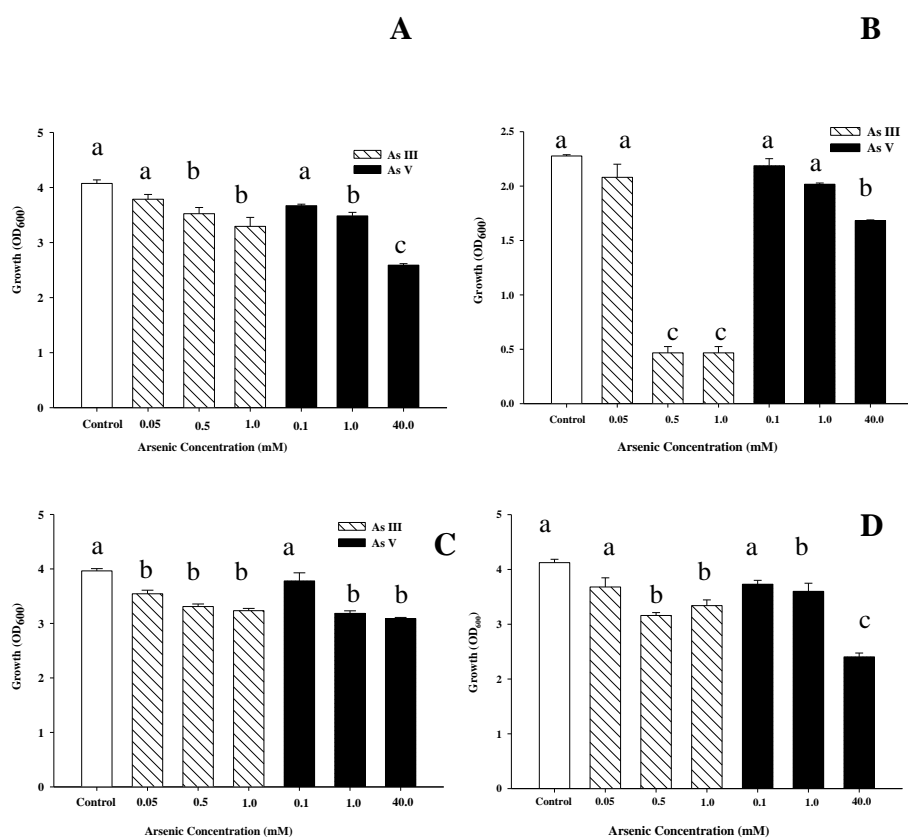 A
5
4
3
2
1
0
Growth (OD600)
a
a
b
b
a
b
c
As III
As V
Control 0.05 0.5 1.0 0.1 1.0 40.0
Arsenic Concentration (mM)
B
2.5
2.0
1.5
1.0
0.5
0.0
Growth (OD600)
a
a
c
c
a
a
b
As III
As V
Control 0.05 0.5 1.0 0.1 1.0 40.0
Arsenic Concentration (mM)
C
5
4
3
2
1
0
Growth (OD600)
a
b
b
b
a
b
b
As III
As V
Control 0.05 0.5 1.0 0.1 1.0 40.0
Arsenic Concentration (mM)
D
5
4
3
2
1
0
Growth (OD600)
a
a
b
b
a
b
c
Control 0.05 0.5 1.0 0.1 1.0 40.0
Arsenic Concentration (mM)